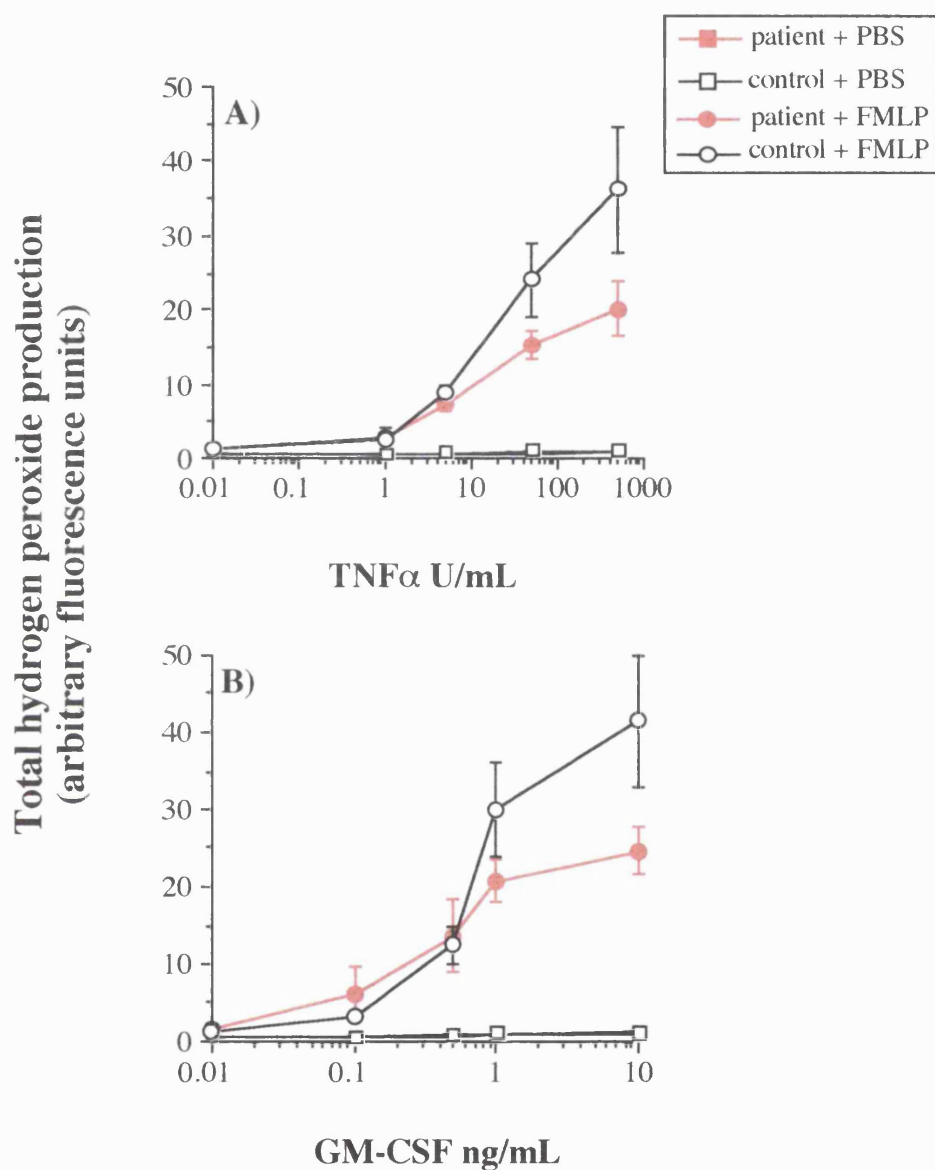 patient + PBS
control + PBS
patient + FMLP
control + FMLP
A)
50
40
30
20
10
0
0.01 0.1 1 10 100 1000
TNFα U/mL
Total hydrogen peroxide production
(arbitrary fluorescence units)
B)
50
40
30
20
10
0
0.01 0.1 1 10
GM-CSF ng/mL